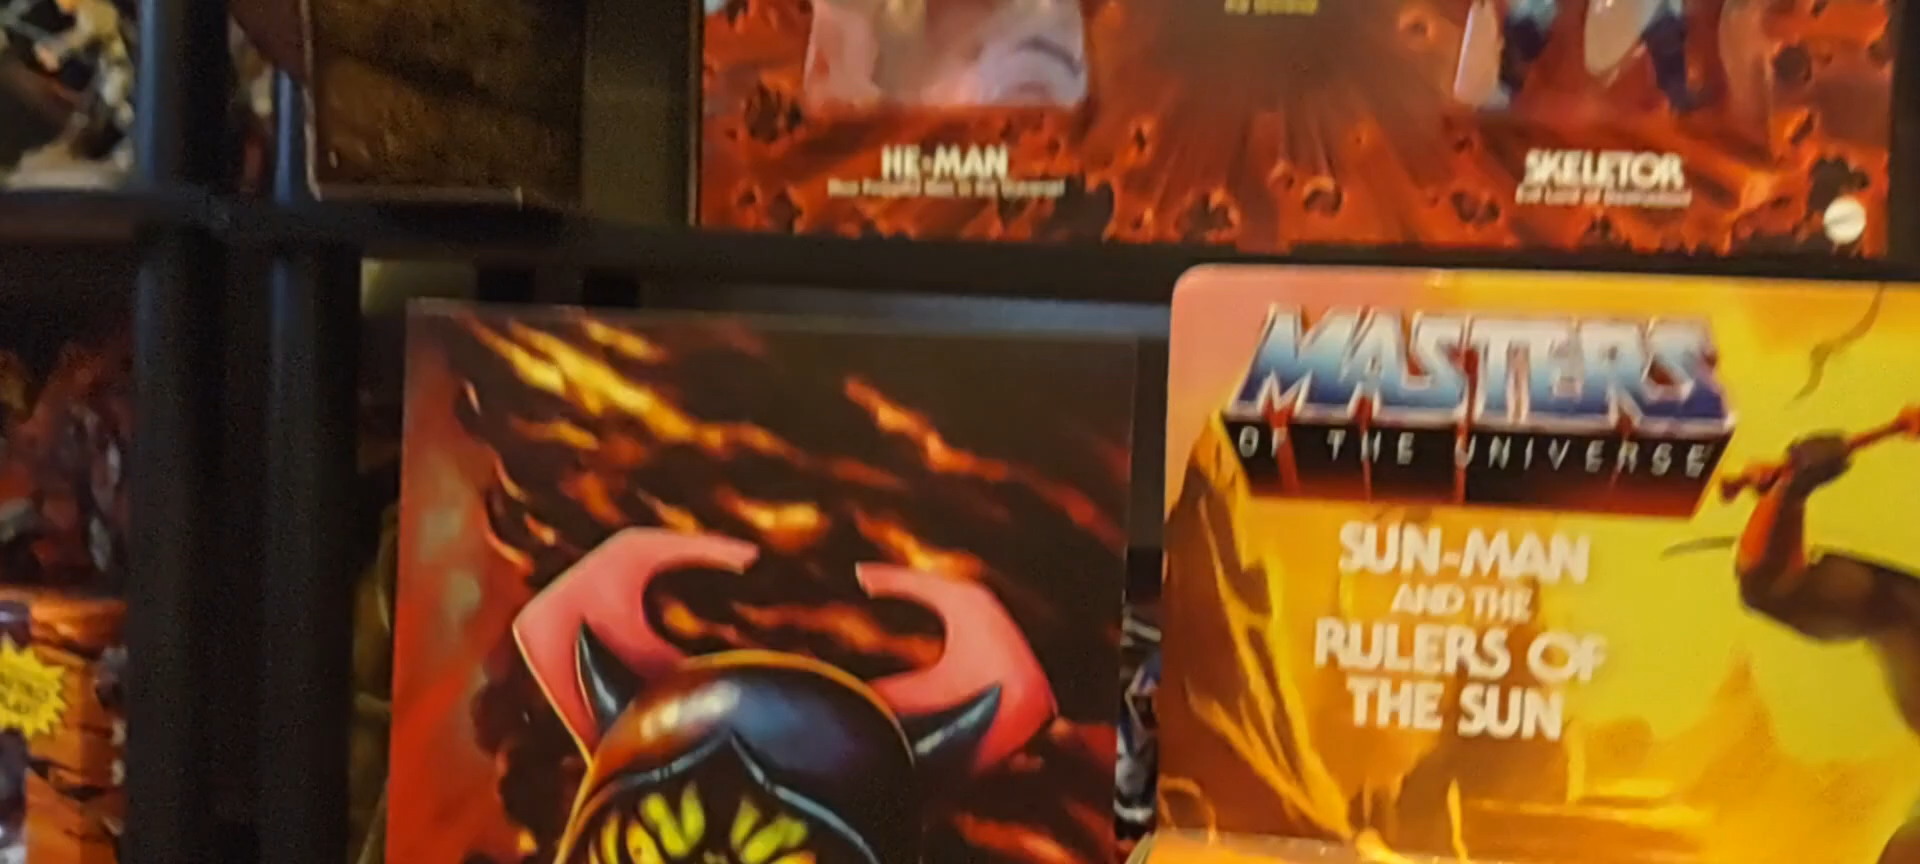 HE-MAN
SKELETOR
MASTERS
OF THE UNIVERSE
SUN-MAN
AND THE
RULERS OF
THE SUN